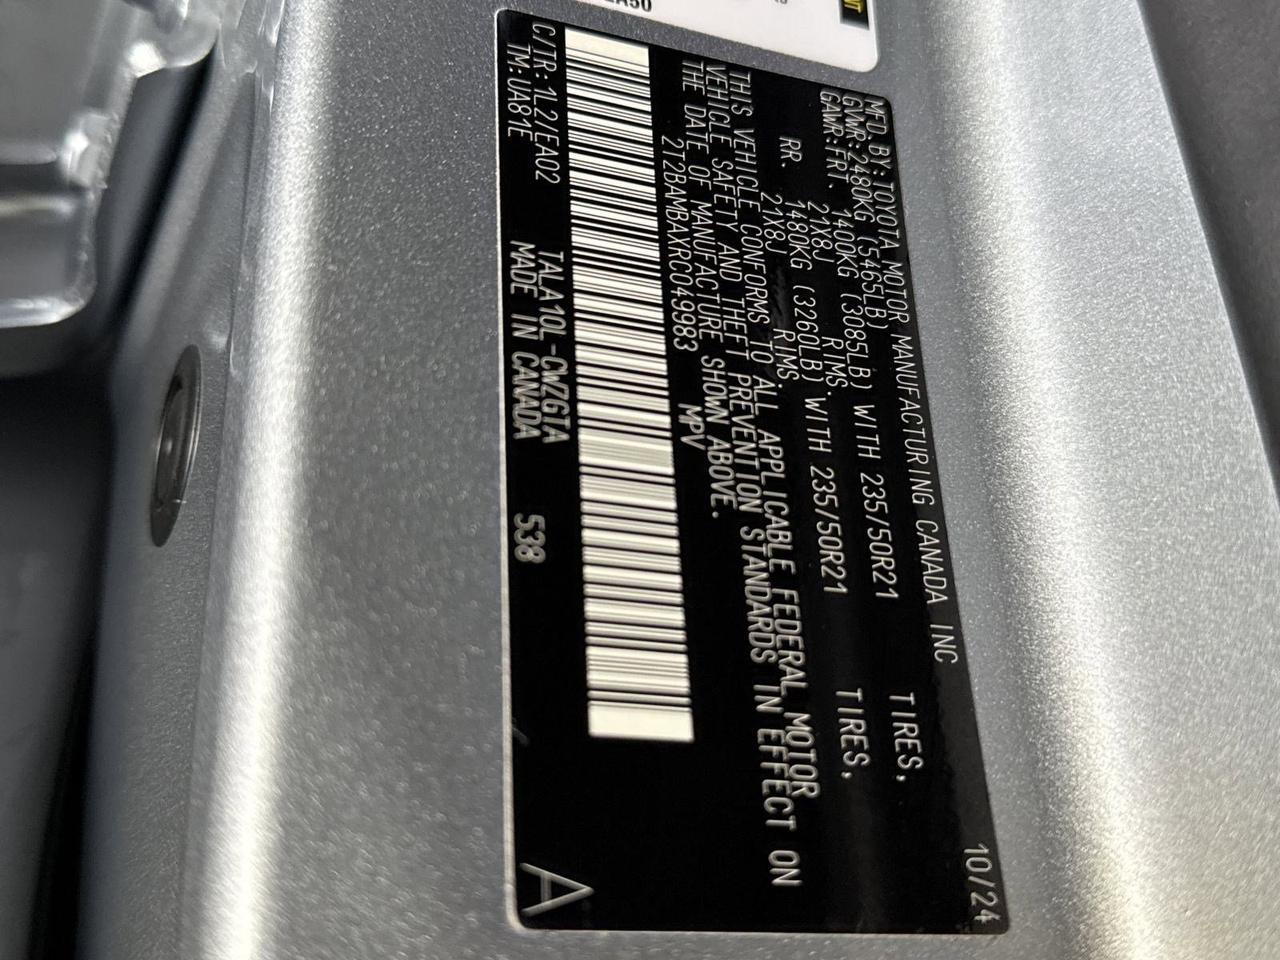 MFD.BY:TOYOTA MOTOR MANUFACTURING CANADA INC 10/24
GVWR:2480KG (5465LB)
GAWR:FRT. 1400KG (3085LB) WITH 235/50R21 TIRES,
21X8J RIMS.
RR. 1480KG (3260LB) WITH 235/50R21 TIRES,
21X8J RIMS.
THIS VEHICLE CONFORMS TO ALL APPLICABLE FEDERAL MOTOR
VEHICLE SAFETY AND THEFT PREVENTION STANDARDS IN EFFECT ON
THE DATE OF MANUFACTURE SHOWN ABOVE.
2T2BAMBAXRC049983 MPV
C/TR:1L2/EA02 TALA10L-CWZGTA
TM:UA81E MADE IN CANADA 538 A